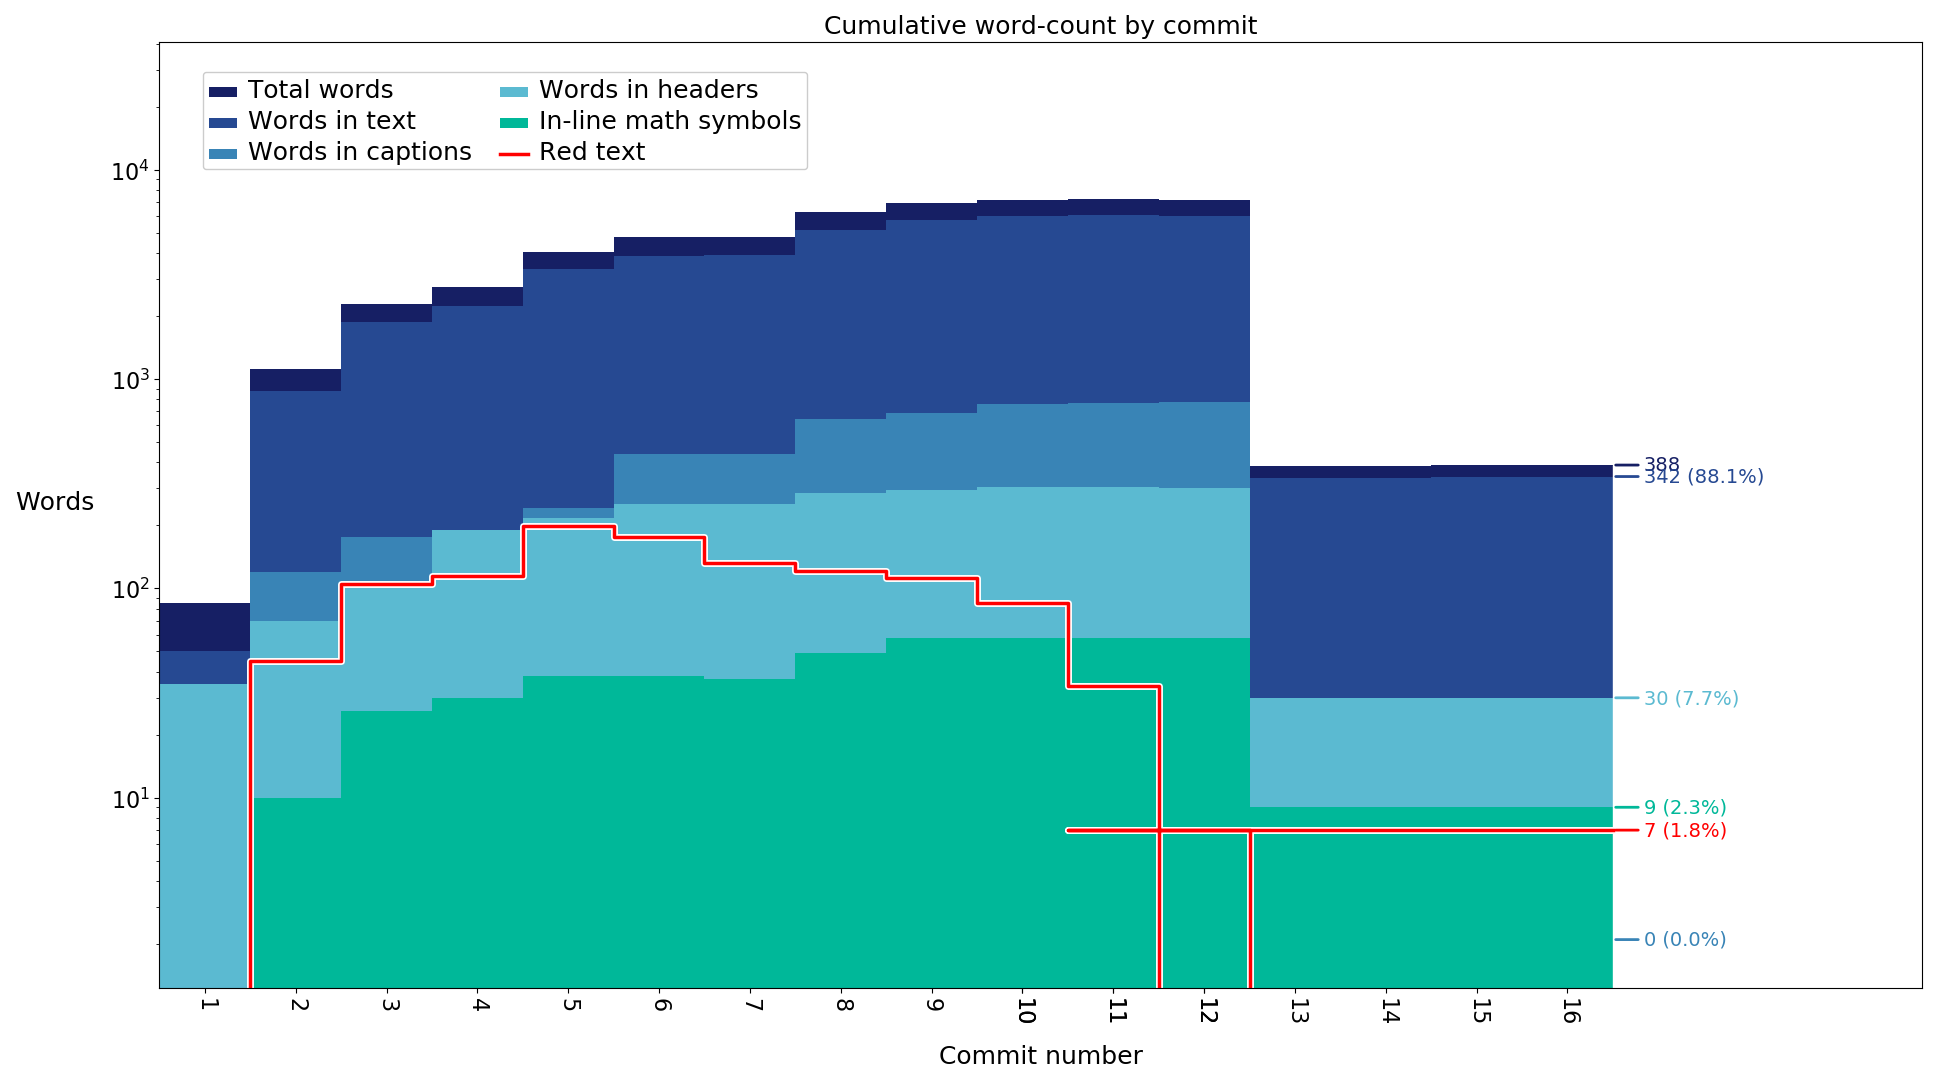 Cumulative word-count by commit
Total words
Words in text
Words in captions
Words in headers
In-line math symbols
Red text
10^4
10^3
10^2
10^1
Words
388
342 (88.1%)
30 (7.7%)
9 (2.3%)
7 (1.8%)
0 (0.0%)
1 2 3 4 5 6 7 8 9 10 11 12 13 14 15 16
Commit number